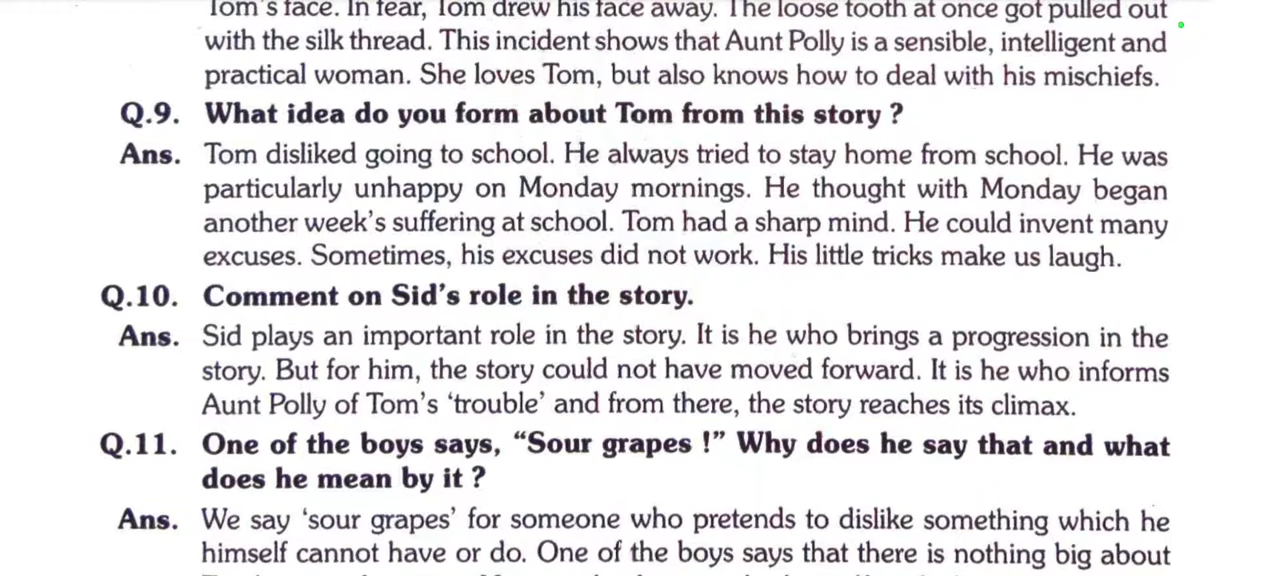 Tom's face. In fear, Tom drew his face away. The loose tooth at once got pulled out
with the silk thread. This incident shows that Aunt Polly is a sensible, intelligent and
practical woman. She loves Tom, but also knows how to deal with his mischiefs.
Q.9. What idea do you form about Tom from this story ?
Ans. Tom disliked going to school. He always tried to stay home from school. He was
particularly unhappy on Monday mornings. He thought with Monday began
another week's suffering at school. Tom had a sharp mind. He could invent many
excuses. Sometimes, his excuses did not work. His little tricks make us laugh.
Q.10. Comment on Sid's role in the story.
Ans. Sid plays an important role in the story. It is he who brings a progression in the
story. But for him, the story could not have moved forward. It is he who informs
Aunt Polly of Tom's ‘trouble’ and from there, the story reaches its climax.
Q.11. One of the boys says, “Sour grapes !” Why does he say that and what
does he mean by it ?
Ans. We say ‘sour grapes’ for someone who pretends to dislike something which he
himself cannot have or do. One of the boys says that there is nothing big about